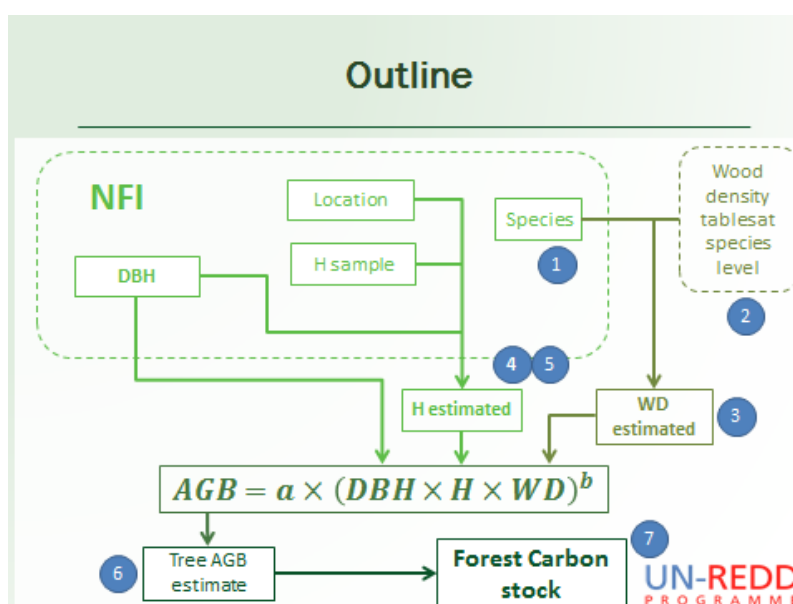 Outline
NFI
Location
Species
Wood
density
tablesat
species
level
H sample
DBH
1
2
4
5
H estimated
WD
estimated
3
AGB = a × (DBH × H × WD)^b
6
Tree AGB
estimate
Forest Carbon
stock
7
UN-REDD
PROGRAMME